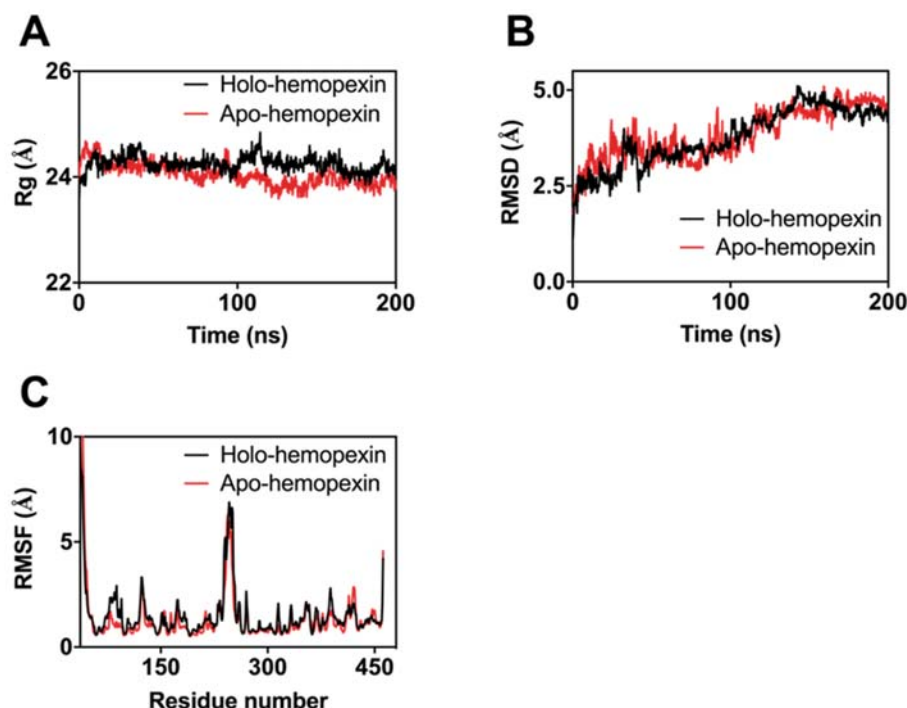 A
Rg (Å)
26
24
22
Holo-hemopexin
Apo-hemopexin
0
100
200
Time (ns)
B
RMSD (Å)
5.0
2.5
0.0
Holo-hemopexin
Apo-hemopexin
0
100
200
Time (ns)
C
RMSF (Å)
10
5
0
Holo-hemopexin
Apo-hemopexin
150
300
450
Residue number